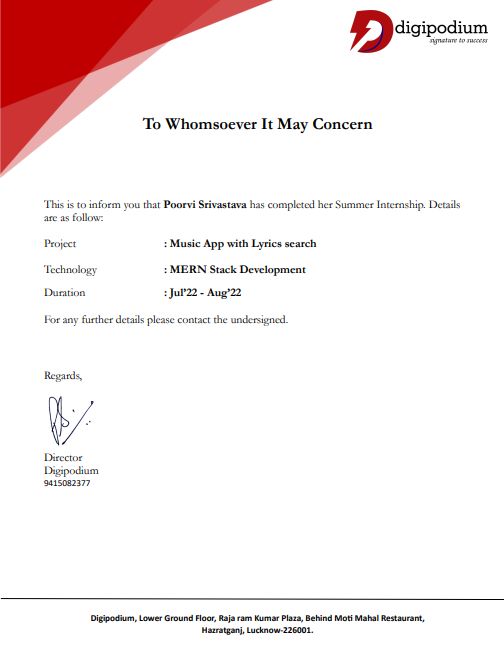 digipodium
signature to success
To Whomsoever It May Concern
This is to inform you that Poorvi Srivastava has completed her Summer Internship. Details
are as follow:
Project : Music App with Lyrics search
Technology : MERN Stack Development
Duration : Jul’22 - Aug’22
For any further details please contact the undersigned.
Regards,
Director
Digipodium
9415082377
Digipodium, Lower Ground Floor, Raja ram Kumar Plaza, Behind Moti Mahal Restaurant,
Hazratganj, Lucknow-226001.